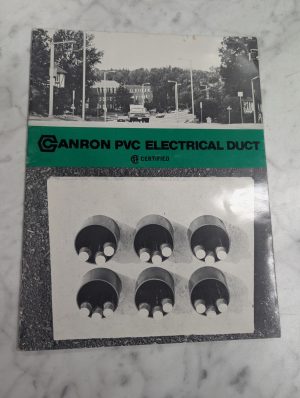 CANRON PVC ELECTRICAL DUCT
CERTIFIED